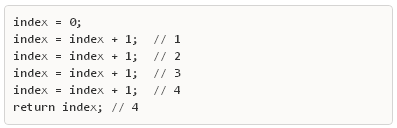 index = 0;
index = index + 1;  // 1
index = index + 1;  // 2
index = index + 1;  // 3
index = index + 1;  // 4
return index; // 4